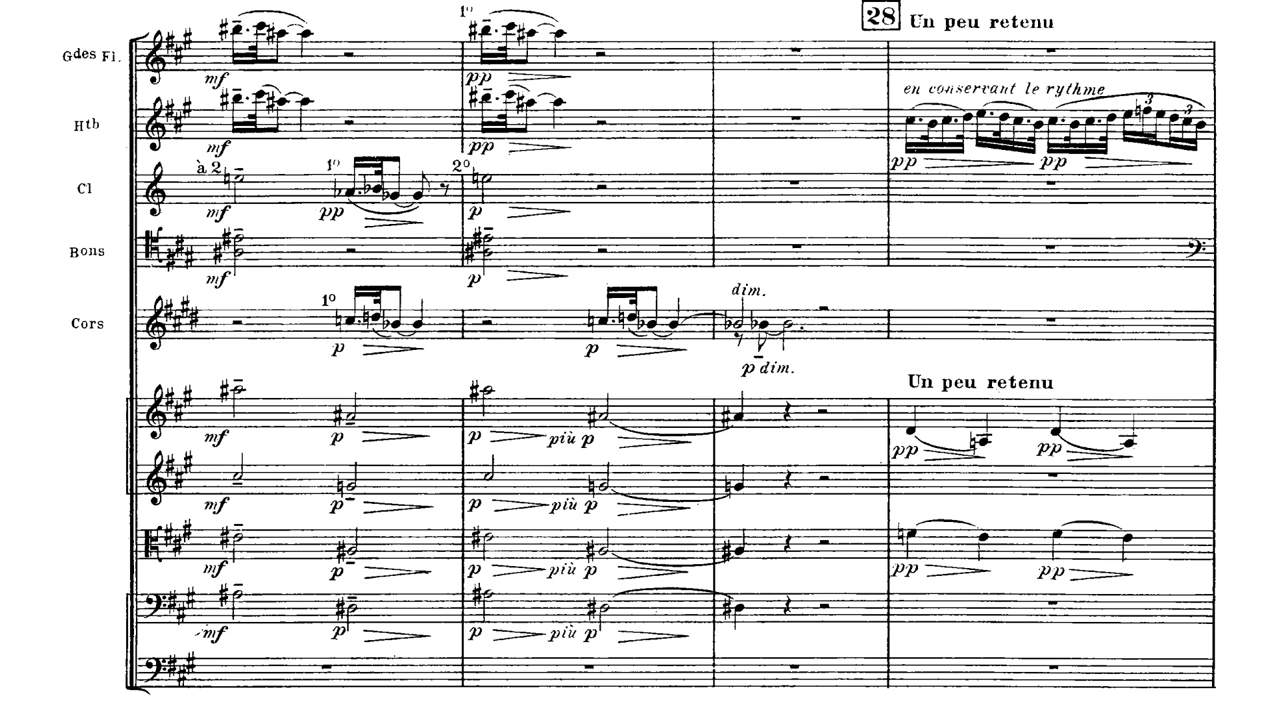 1º
28 Un peu retenu
Gdes Fl.
mf pp
en conservant le rythme
3 3
Htb
mf pp pp pp
à 2 1º 2º
Cl
mf pp p
Bons
mf p
dim.
1º
Cors
p p p dim.
Un peu retenu
mf p p più p pp pp
mf p p più p
mf p p più p pp pp
mf p p più p